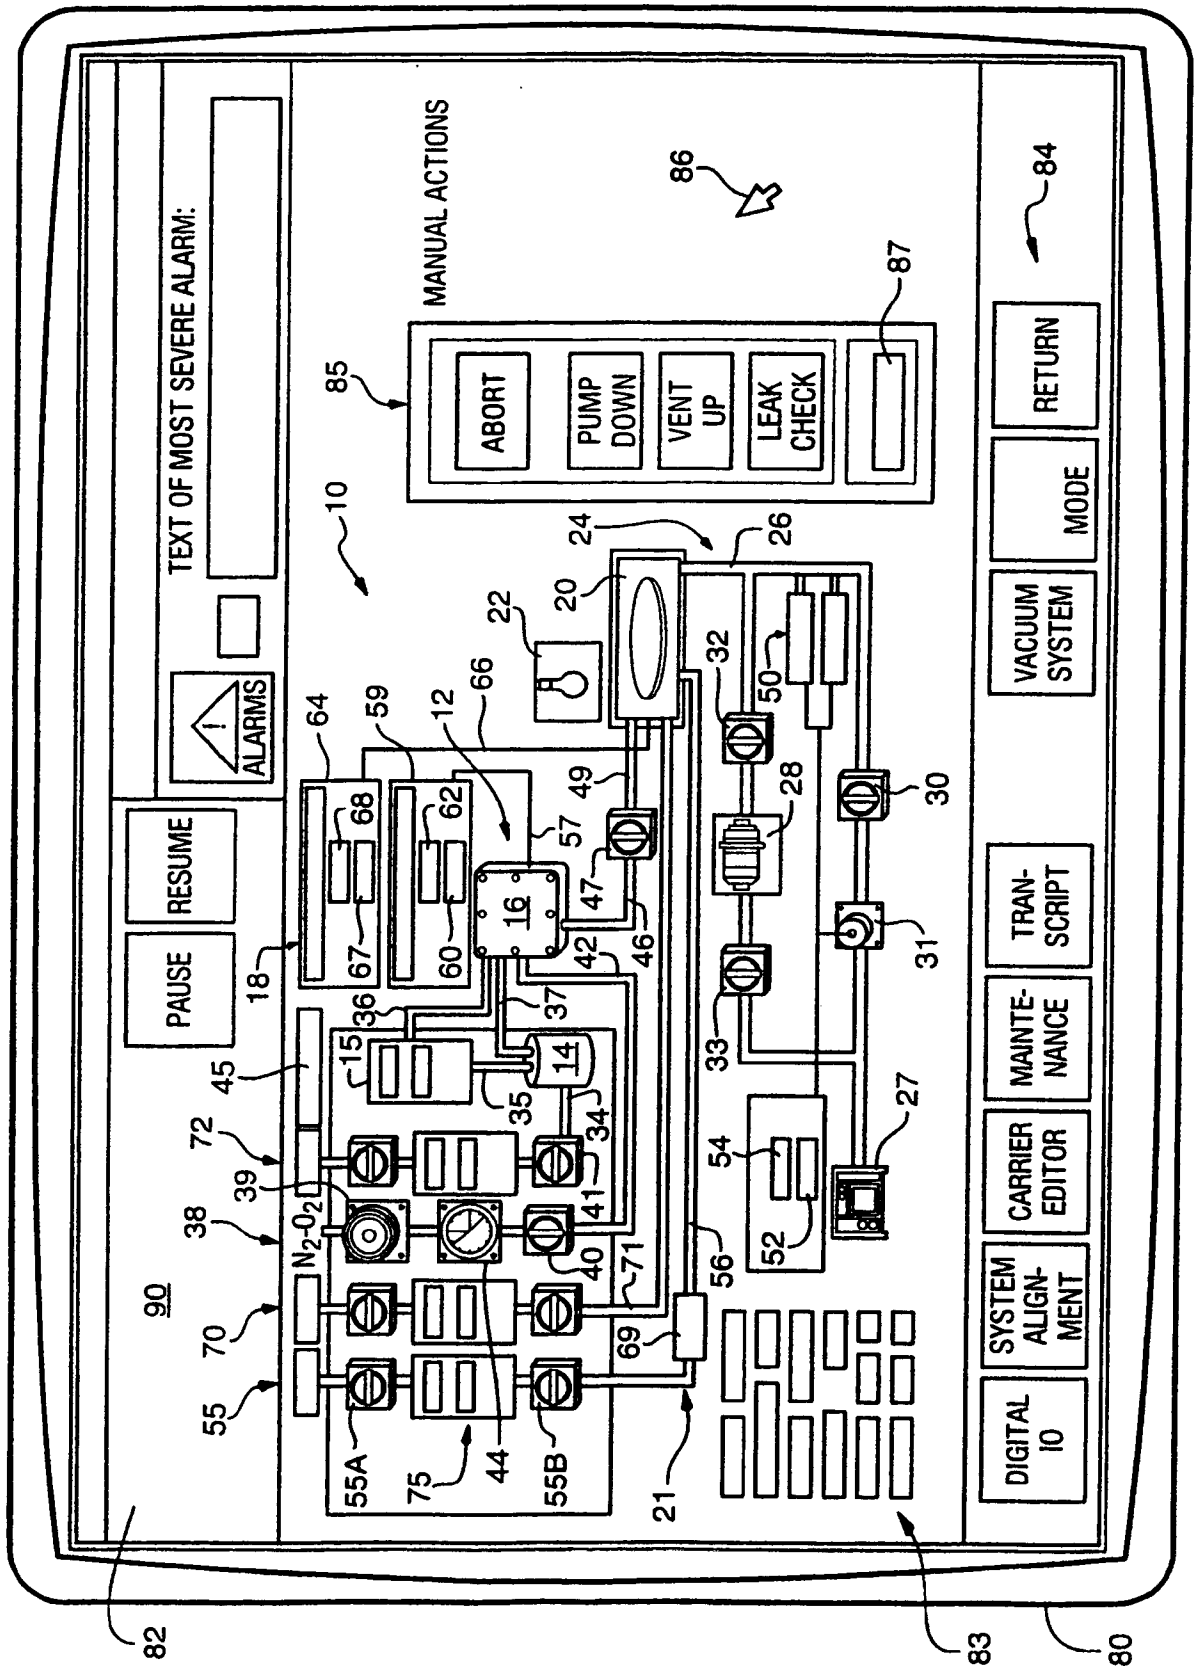 TEXT OF MOST SEVERE ALARM:
ALARMS
!
RESUME
PAUSE
90
82
55
70
38
72
45
18
64
59
N2-O2
39
36
15
68
67
62
60
66
12
57
22
10
85
MANUAL ACTIONS
ABORT
PUMP
DOWN
VENT
UP
LEAK
CHECK
86
87
55A
75
44
55B
40
41
34
14
35
37
16
42
46
47
49
20
24
26
21
69
71
56
33
28
32
50
54
52
27
31
30
83
80
84
DIGITAL
IO
SYSTEM
ALIGN-
MENT
CARRIER
EDITOR
MAINTE-
NANCE
TRAN-
SCRIPT
VACUUM
SYSTEM
MODE
RETURN